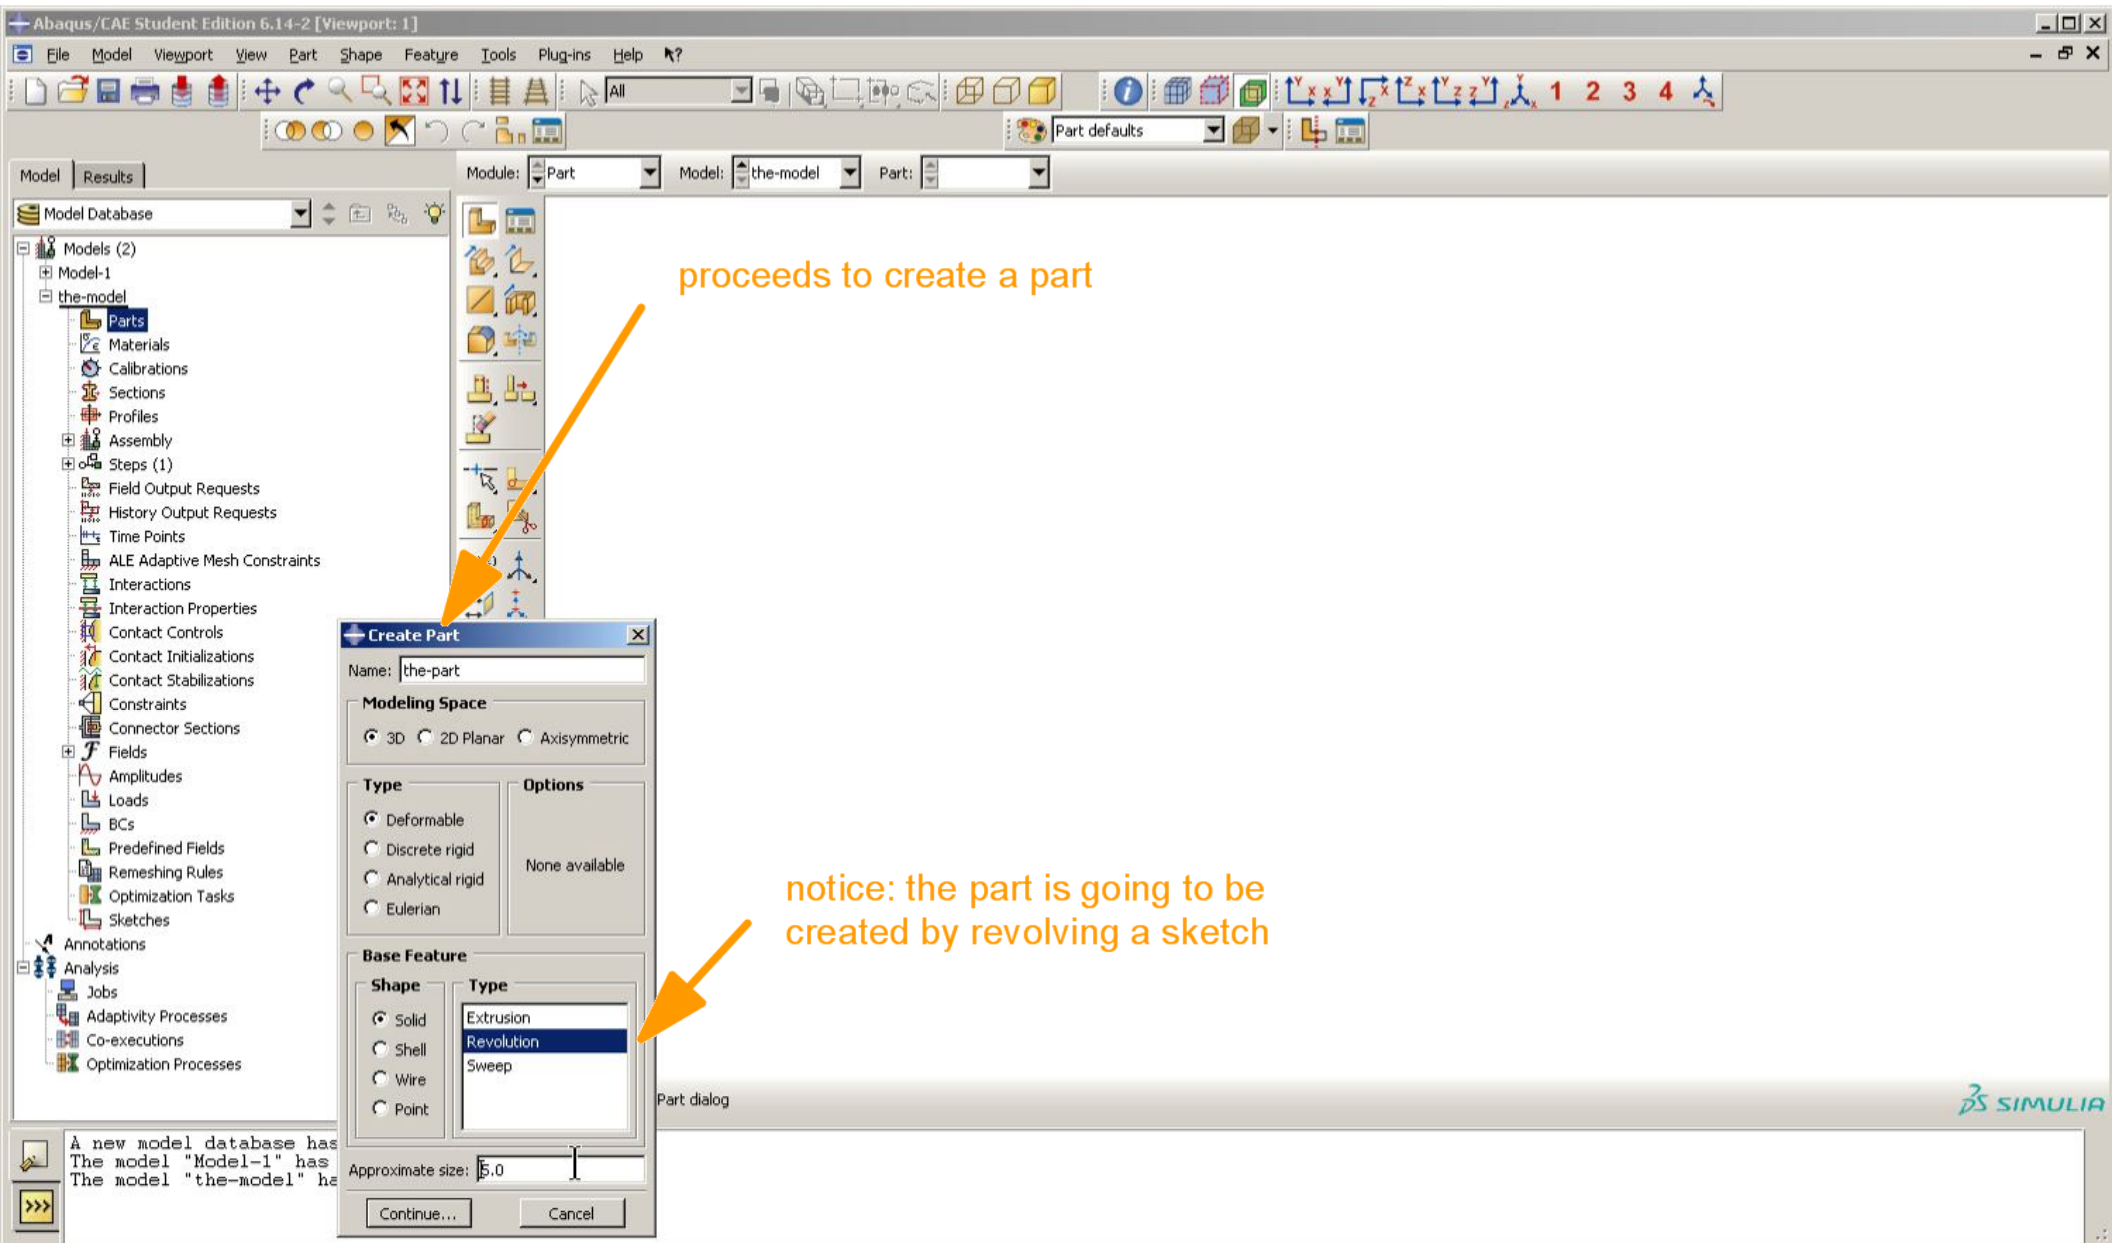 Abaqus/CAE Student Edition 6.14-2 [Viewport: 1]
File Model Viewport View Part Shape Feature Tools Plug-ins Help ?
All
1 2 3 4
Part defaults
Model Results
Module: Part Model: the-model Part:
Model Database
Models (2)
Model-1
the-model
Parts
Materials
Calibrations
Sections
Profiles
Assembly
Steps (1)
Field Output Requests
History Output Requests
Time Points
ALE Adaptive Mesh Constraints
Interactions
Interaction Properties
Contact Controls
Contact Initializations
Contact Stabilizations
Constraints
Connector Sections
Fields
Amplitudes
Loads
BCs
Predefined Fields
Remeshing Rules
Optimization Tasks
Sketches
Annotations
Analysis
Jobs
Adaptivity Processes
Co-executions
Optimization Processes
proceeds to create a part
Create Part
Name: the-part
Modeling Space
3D 2D Planar Axisymmetric
Type
Deformable
Discrete rigid
Analytical rigid
Eulerian
Options
None available
notice: the part is going to be
created by revolving a sketch
Base Feature
Shape
Solid
Shell
Wire
Point
Type
Extrusion
Revolution
Sweep
Approximate size: 5.0
Continue... Cancel
Part dialog
SIMULIA
A new model database has
The model "Model-1" has
The model "the-model" ha
>>>